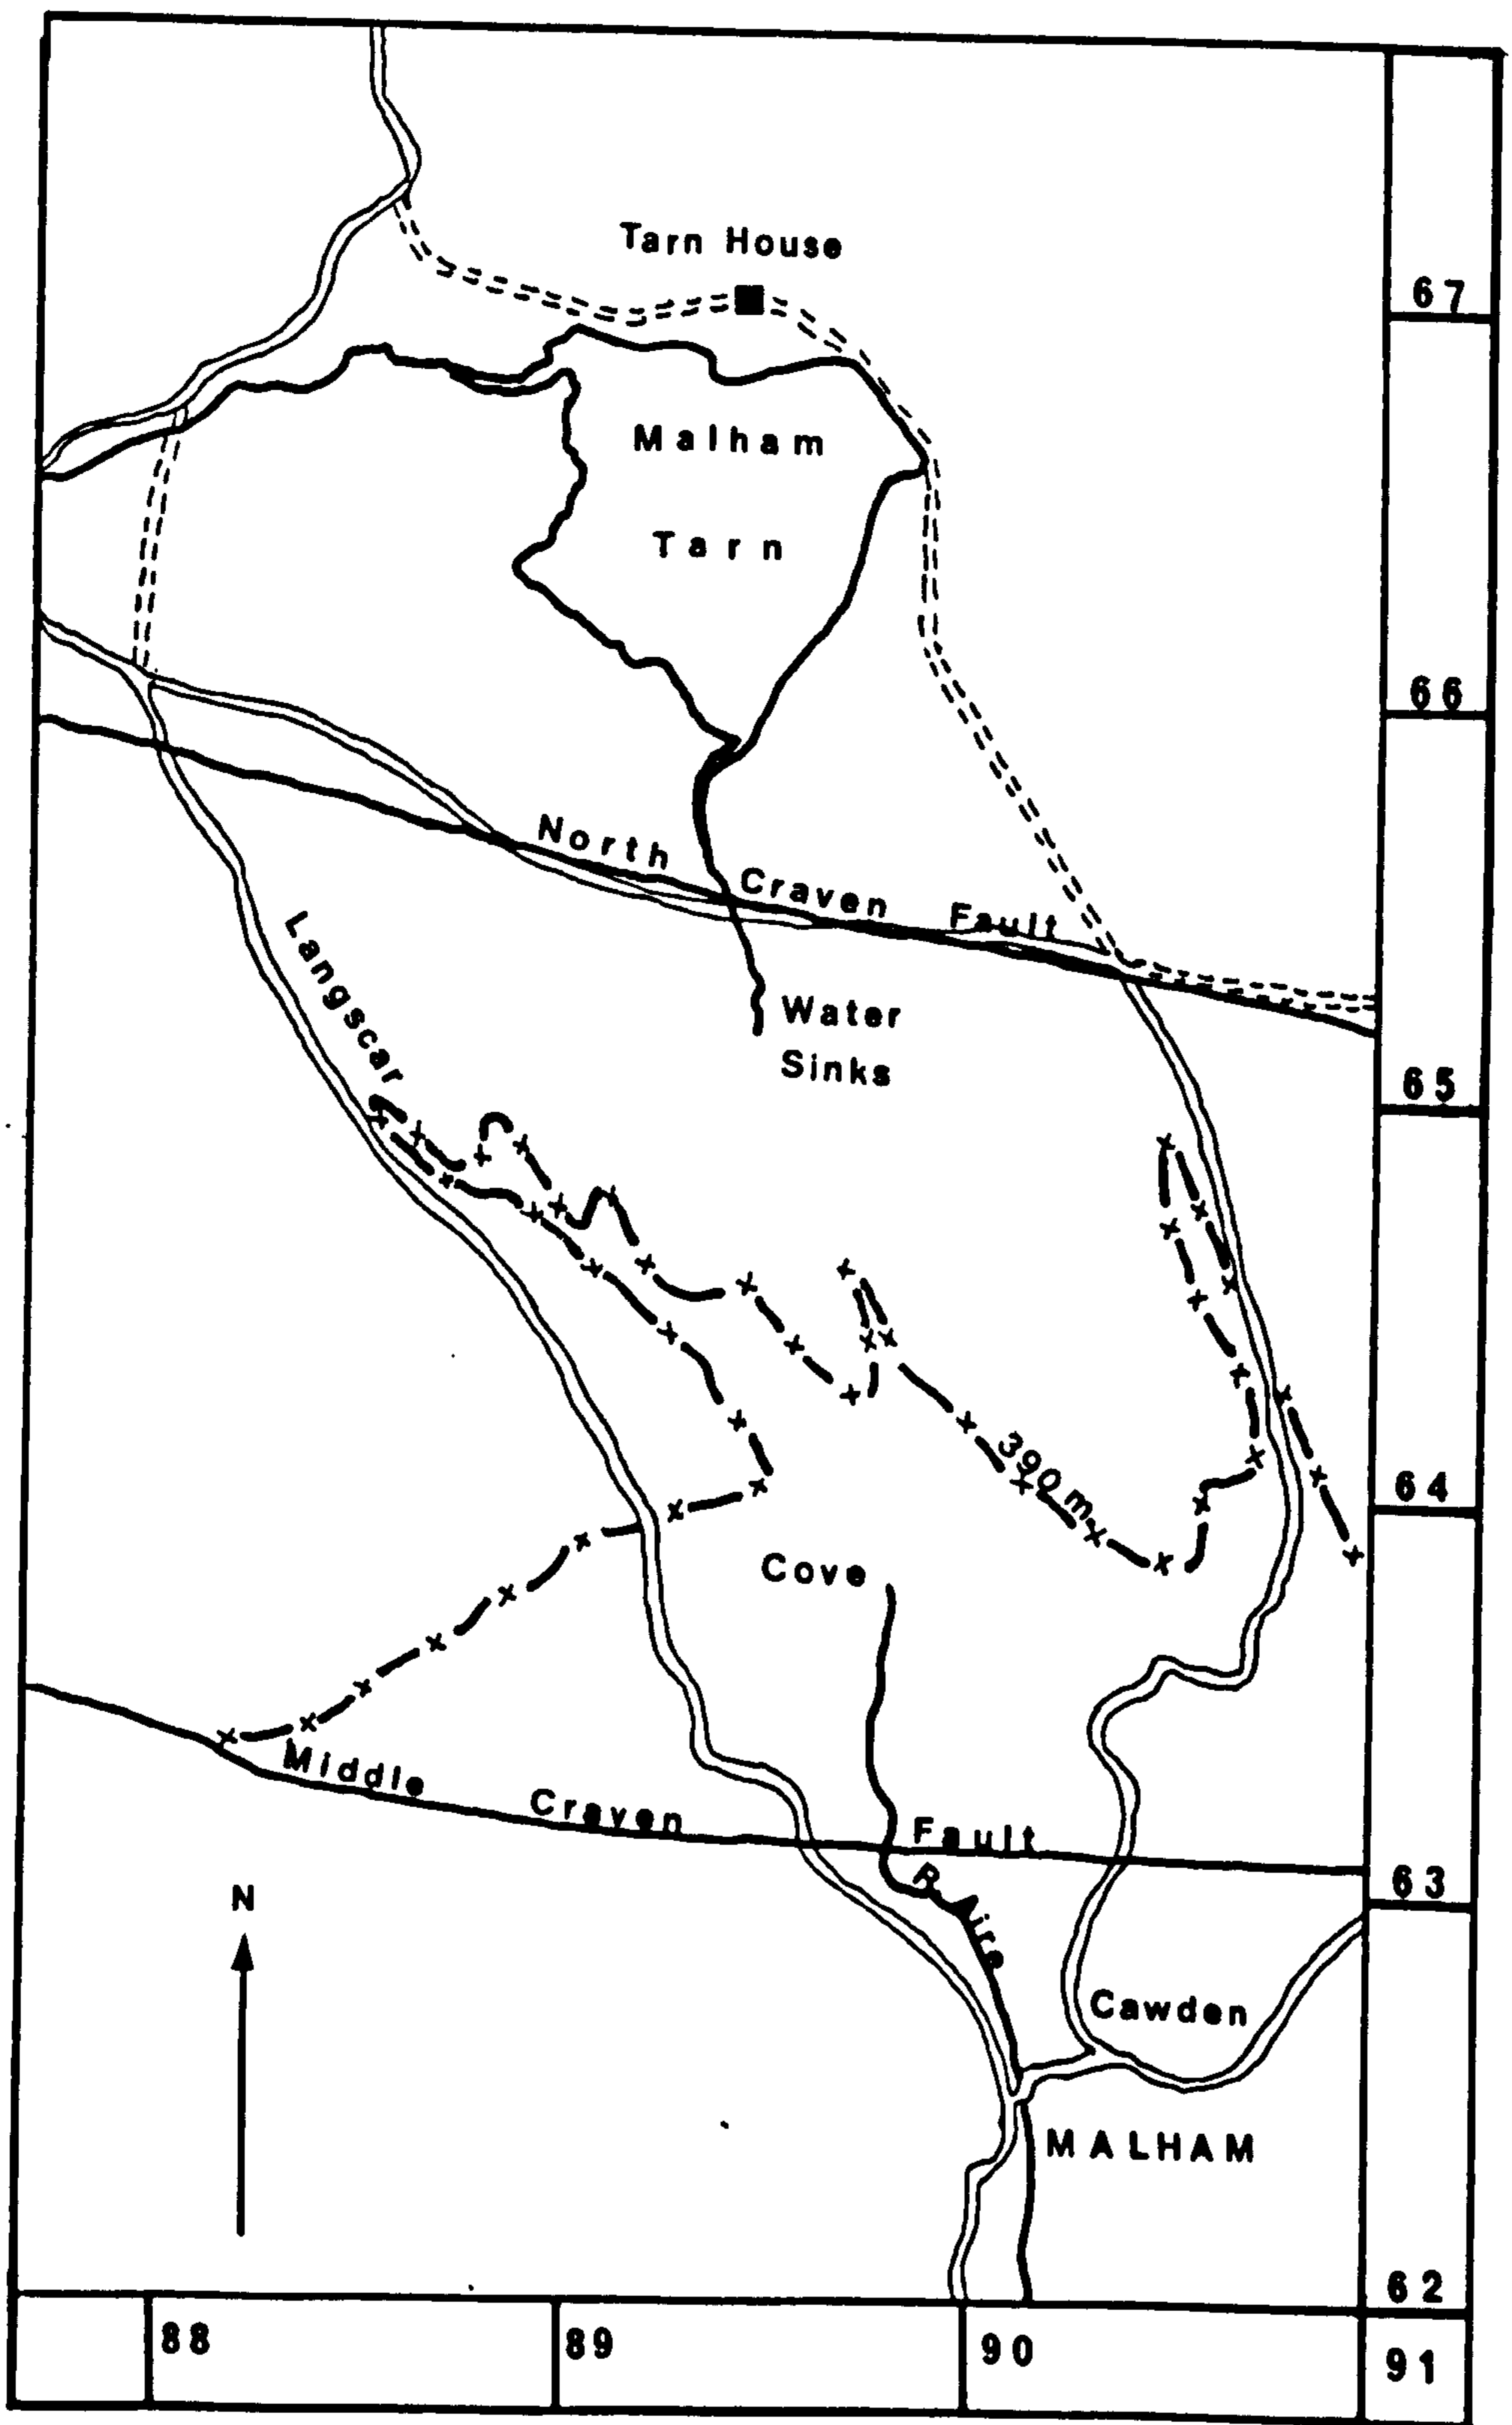 Tarn House
67
Malham
Tarn
66
North Craven Fault
Langscar
Water
Sinks
65
390m
64
Cove
Middle Craven Fault
63
R. Aire
N
Cawden
MALHAM
62
88
89
90
91